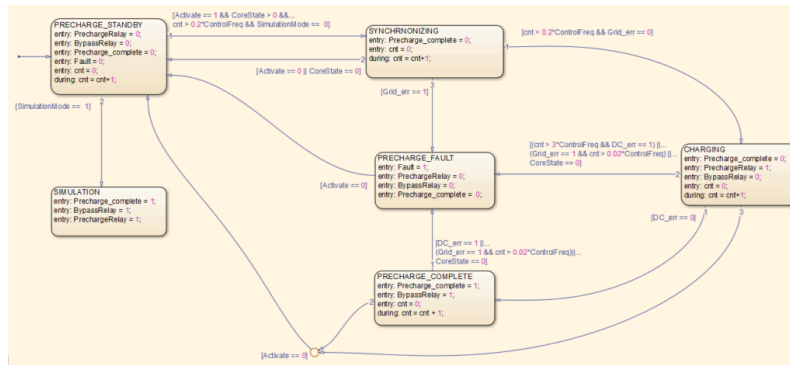 PRECHARGE_STANDBY
entry: PrechargeRelay = 0;
entry: BypassRelay = 0;
entry: Precharge_complete = 0;
entry: Fault = 0;
entry: cnt = 0;
during: cnt = cnt+1;
[Activate == 1 && CoreState > 0 &&...
cnt > 0.2*ControlFreq && SimulationMode == 0]
1
SYNCHRNONIZING
entry: Precharge_complete = 0;
entry: cnt = 0;
during: cnt = cnt+1;
[cnt > 0.2*ControlFreq && Grid_err == 0]
1
2
[Activate == 0 || CoreState == 0]
3
[Grid_err == 1]
2
[SimulationMode == 1]
SIMULATION
entry: Precharge_complete = 1;
entry: BypassRelay = 1;
entry: PrechargeRelay = 1;
PRECHARGE_FAULT
entry: Fault = 1;
entry: PrechargeRelay = 0;
entry: BypassRelay = 0;
entry: Precharge_complete = 0;
1
[Activate == 0]
[(cnt > 3*ControlFreq && DC_err == 1) ||...
(Grid_err == 1 && cnt > 0.02*ControlFreq) ||...
CoreState == 0]
2
CHARGING
entry: Precharge_complete = 0;
entry: PrechargeRelay = 1;
entry: BypassRelay = 0;
entry: cnt = 0;
during: cnt = cnt+1;
[DC_err == 0]
1
3
[DC_err == 1 ||...
(Grid_err == 1 && cnt > 0.02*ControlFreq)||...
CoreState == 0]
1
PRECHARGE_COMPLETE
entry: Precharge_complete = 1;
entry: BypassRelay = 1;
entry: cnt = 0;
during: cnt = cnt + 1;
2
[Activate == 0]